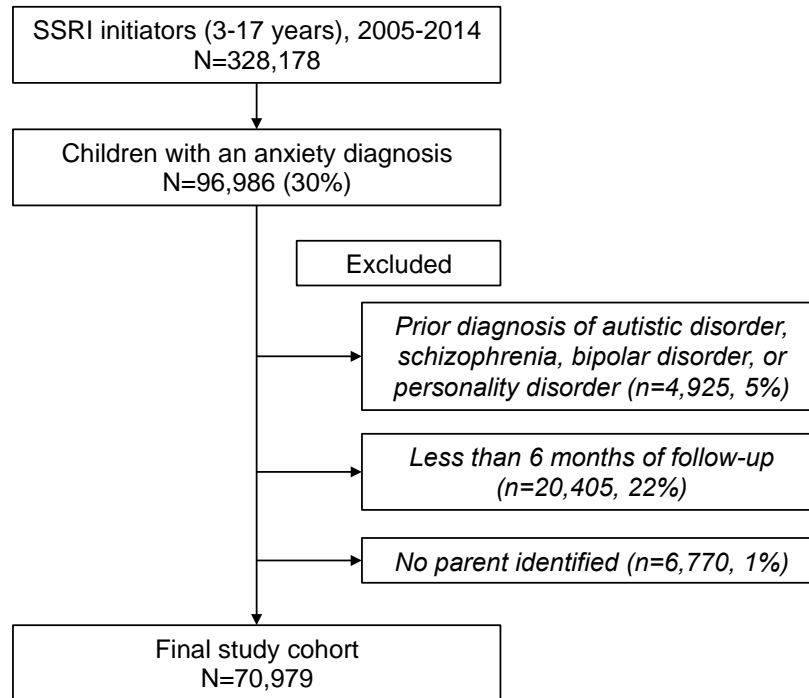 SSRI initiators (3-17 years), 2005-2014
N=328,178
Children with an anxiety diagnosis
N=96,986 (30%)
Excluded
Prior diagnosis of autistic disorder,
schizophrenia, bipolar disorder, or
personality disorder (n=4,925, 5%)
Less than 6 months of follow-up
(n=20,405, 22%)
No parent identified (n=6,770, 1%)
Final study cohort
N=70,979